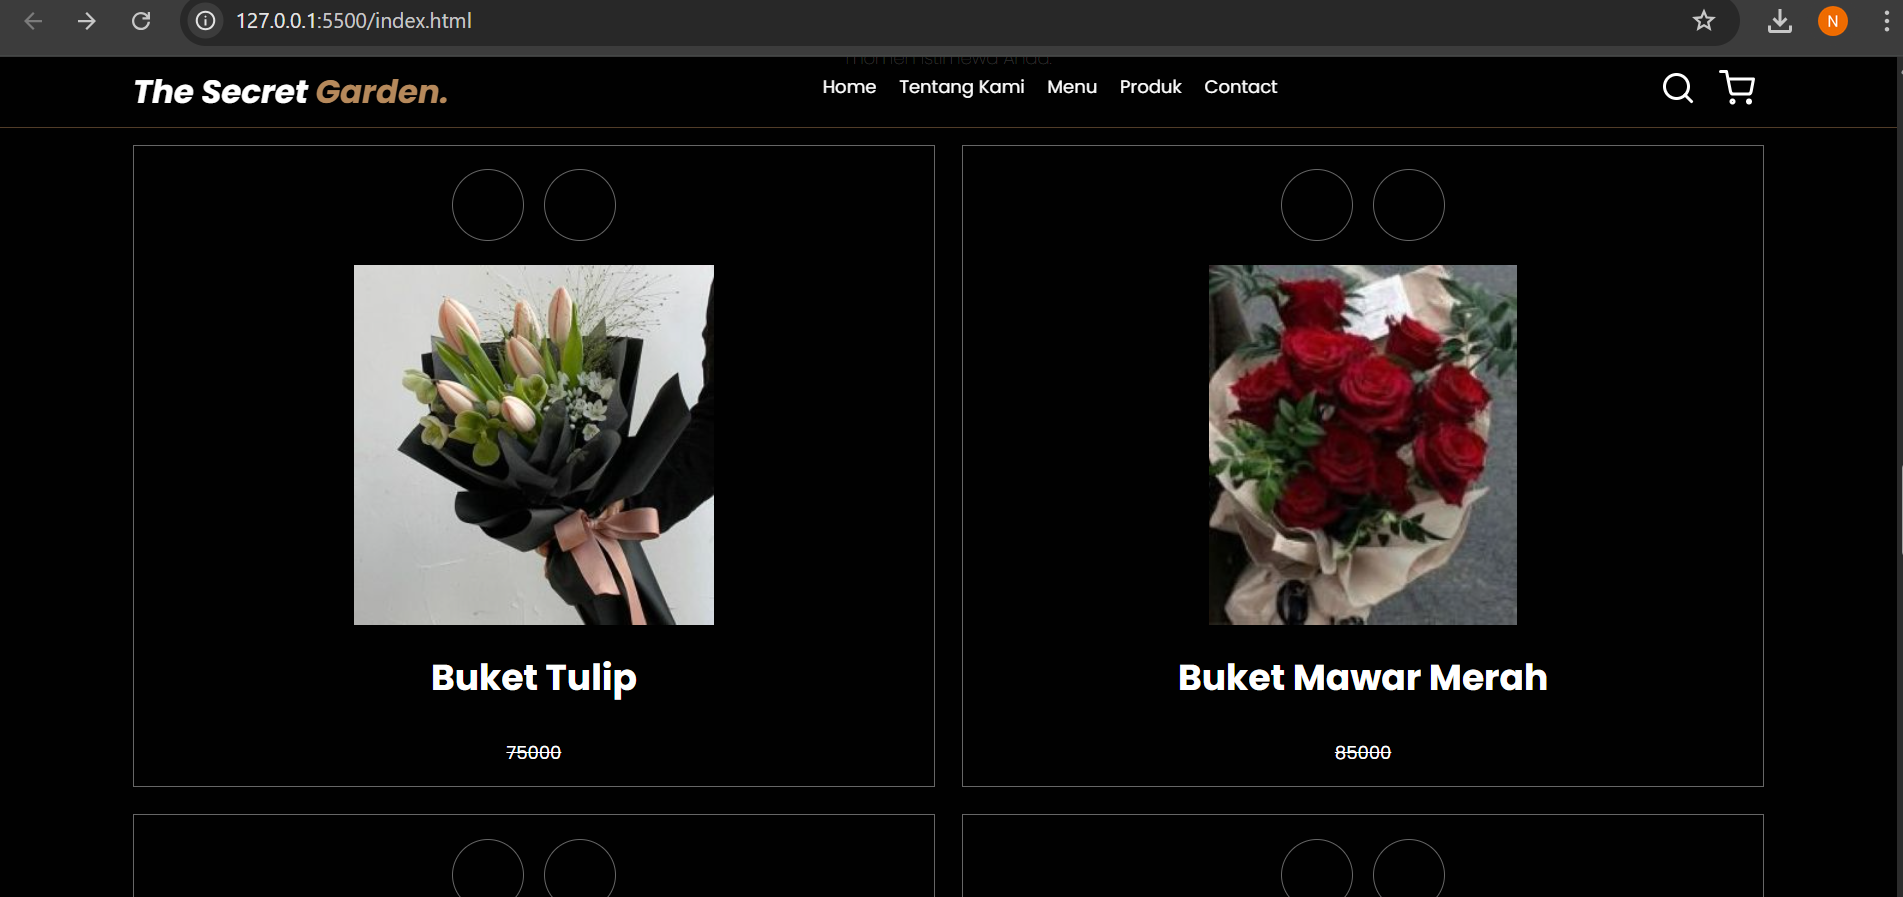 127.0.0.1:5500/index.html
N
momen istimewa Anda.
The Secret Garden.
Home Tentang Kami Menu Produk Contact
Buket Tulip
Buket Mawar Merah
75000
85000